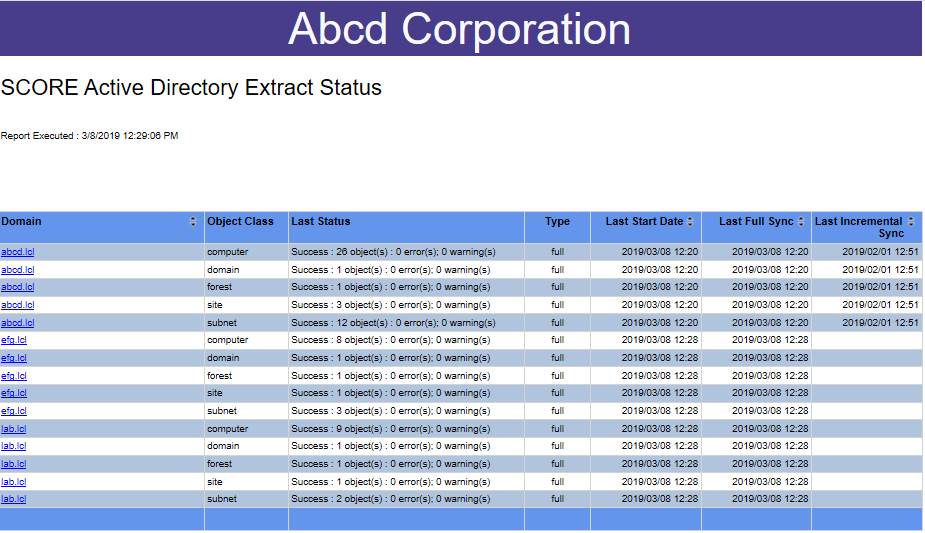 Abcd Corporation
SCORE Active Directory Extract Status
Report Executed : 3/8/2019 12:29:06 PM
Domain Object Class Last Status Type Last Start Date Last Full Sync Last Incremental Sync
abcd.lcl computer Success : 26 object(s) : 0 error(s); 0 warning(s) full 2019/03/08 12:20 2019/03/08 12:20 2019/02/01 12:51
abcd.lcl domain Success : 1 object(s) : 0 error(s); 0 warning(s) full 2019/03/08 12:20 2019/03/08 12:20 2019/02/01 12:51
abcd.lcl forest Success : 1 object(s) : 0 error(s); 0 warning(s) full 2019/03/08 12:20 2019/03/08 12:20 2019/02/01 12:51
abcd.lcl site Success : 3 object(s) : 0 error(s); 0 warning(s) full 2019/03/08 12:20 2019/03/08 12:20 2019/02/01 12:51
abcd.lcl subnet Success : 12 object(s) : 0 error(s); 0 warning(s) full 2019/03/08 12:20 2019/03/08 12:20 2019/02/01 12:51
efg.lcl computer Success : 8 object(s) : 0 error(s); 0 warning(s) full 2019/03/08 12:28 2019/03/08 12:28
efg.lcl domain Success : 1 object(s) : 0 error(s); 0 warning(s) full 2019/03/08 12:28 2019/03/08 12:28
efg.lcl forest Success : 1 object(s) : 0 error(s); 0 warning(s) full 2019/03/08 12:28 2019/03/08 12:28
efg.lcl site Success : 1 object(s) : 0 error(s); 0 warning(s) full 2019/03/08 12:28 2019/03/08 12:28
efg.lcl subnet Success : 3 object(s) : 0 error(s); 0 warning(s) full 2019/03/08 12:28 2019/03/08 12:28
lab.lcl computer Success : 9 object(s) : 0 error(s); 0 warning(s) full 2019/03/08 12:28 2019/03/08 12:28
lab.lcl domain Success : 1 object(s) : 0 error(s); 0 warning(s) full 2019/03/08 12:28 2019/03/08 12:28
lab.lcl forest Success : 1 object(s) : 0 error(s); 0 warning(s) full 2019/03/08 12:28 2019/03/08 12:28
lab.lcl site Success : 1 object(s) : 0 error(s); 0 warning(s) full 2019/03/08 12:28 2019/03/08 12:28
lab.lcl subnet Success : 2 object(s) : 0 error(s); 0 warning(s) full 2019/03/08 12:28 2019/03/08 12:28